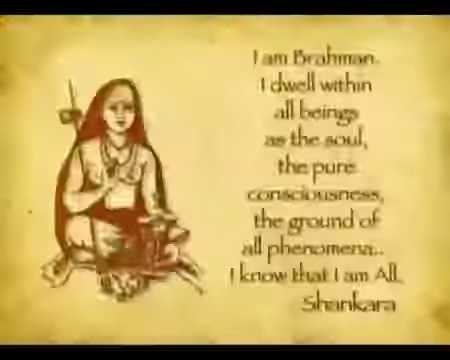 I am Brahman.
I dwell within
all beings
as the soul,
the pure
consciousness,
the ground of
all phenomena..
I know that I am All.
Shankara